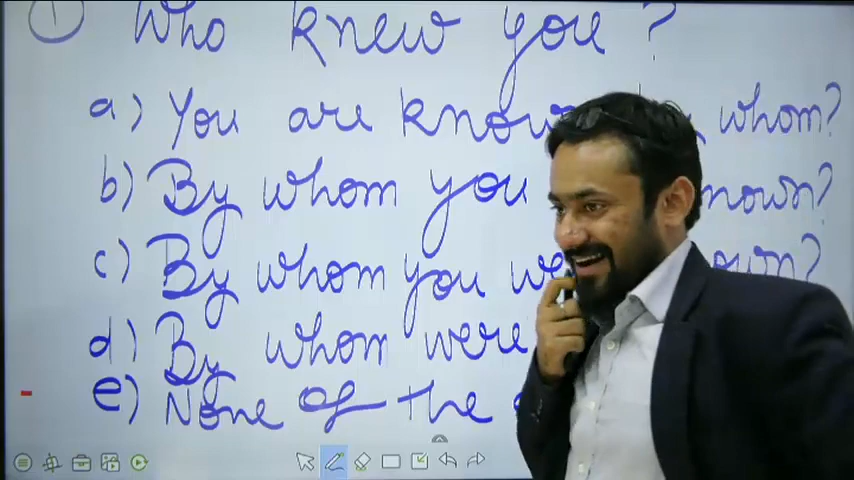 ① Who knew you ?
a) You are know whom?
b) By whom you nown?
c) By whom you we own?
d) By whom were
e) None of the